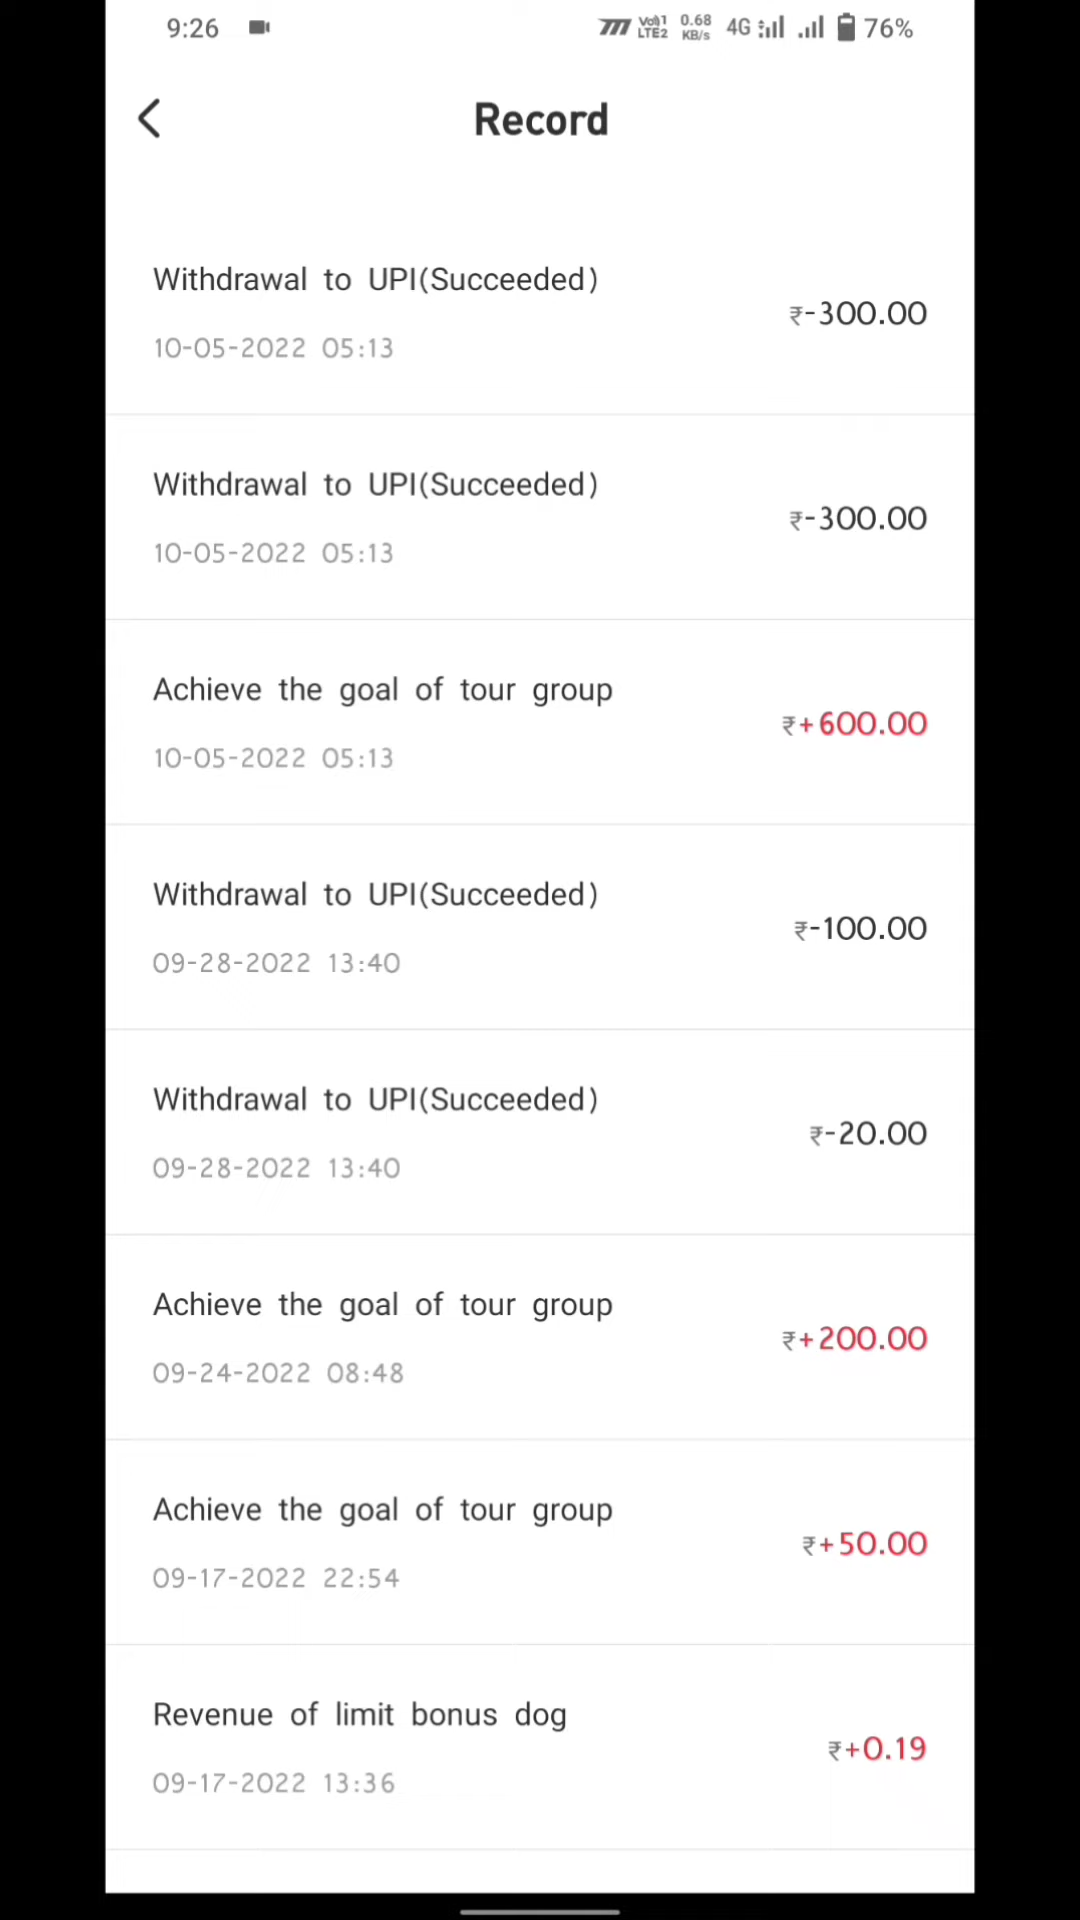 9:26 Vo))1 LTE2 0.68 KB/s 4G 76%
Record
Withdrawal to UPI(Succeeded)
₹-300.00
10-05-2022 05:13
Withdrawal to UPI(Succeeded)
₹-300.00
10-05-2022 05:13
Achieve the goal of tour group
₹+600.00
10-05-2022 05:13
Withdrawal to UPI(Succeeded)
₹-100.00
09-28-2022 13:40
Withdrawal to UPI(Succeeded)
₹-20.00
09-28-2022 13:40
Achieve the goal of tour group
₹+200.00
09-24-2022 08:48
Achieve the goal of tour group
₹+50.00
09-17-2022 22:54
Revenue of limit bonus dog
₹+0.19
09-17-2022 13:36